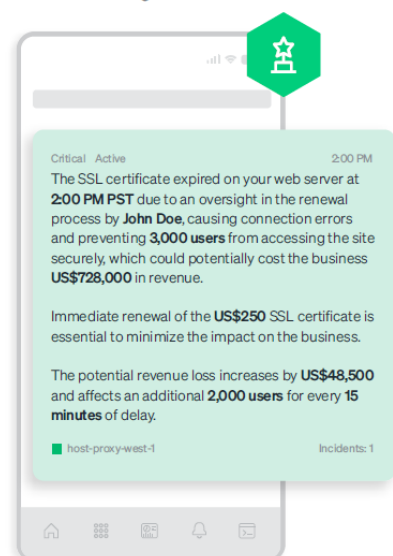 Critical Active 2:00 PM
The SSL certificate expired on your web server at
2:00 PM PST due to an oversight in the renewal
process by John Doe, causing connection errors
and preventing 3,000 users from accessing the site
securely, which could potentially cost the business
US$728,000 in revenue.
Immediate renewal of the US$250 SSL certificate is
essential to minimize the impact on the business.
The potential revenue loss increases by US$48,500
and affects an additional 2,000 users for every 15
minutes of delay.
host-proxy-west-1 Incidents: 1